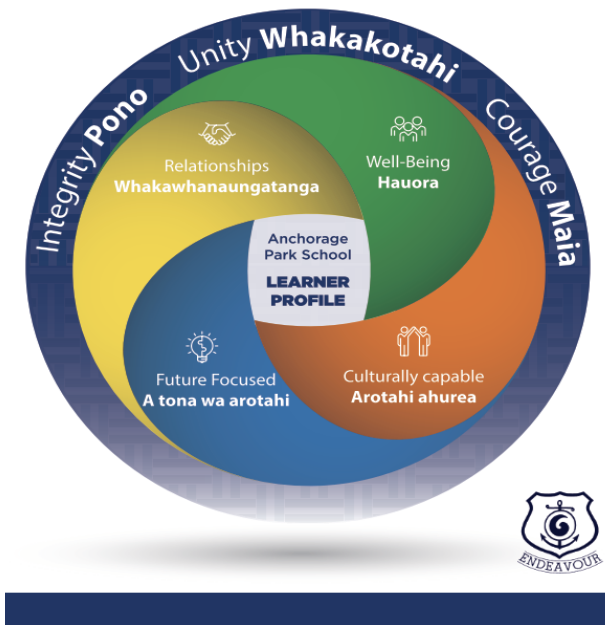 Integrity Pono
Unity Whakakotahi
Courage Maia
Relationships
Whakawhanaungatanga
Well-Being
Hauora
Anchorage
Park School
LEARNER
PROFILE
Future Focused
A tona wa arotahi
Culturally capable
Arotahi ahurea
ENDEAVOUR